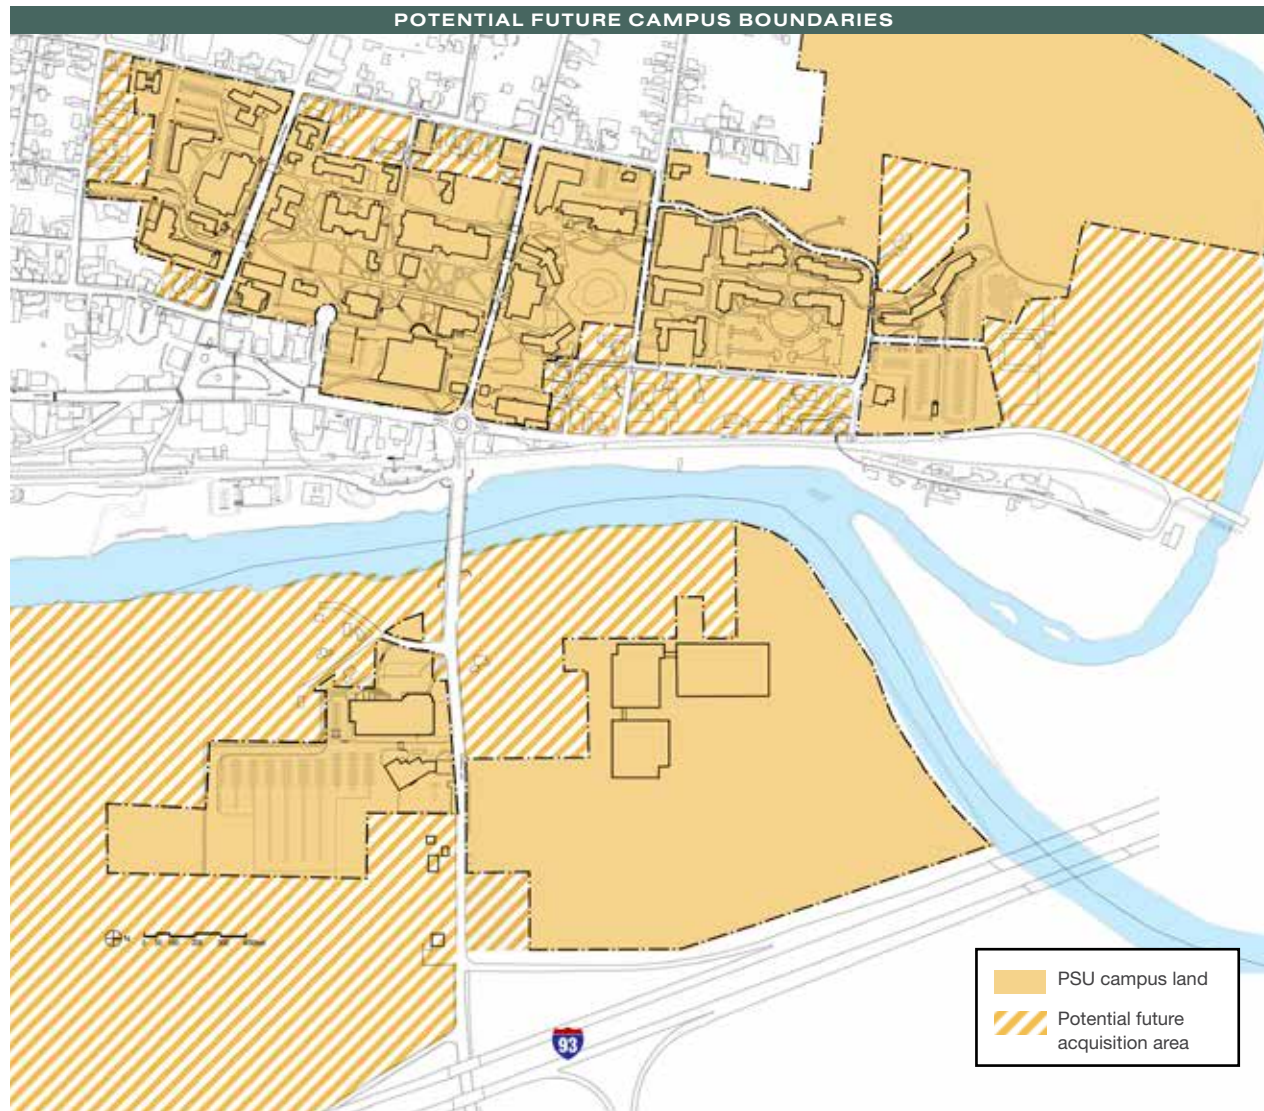 POTENTIAL FUTURE CAMPUS BOUNDARIES
N
93
PSU campus land
Potential future
acquisition area